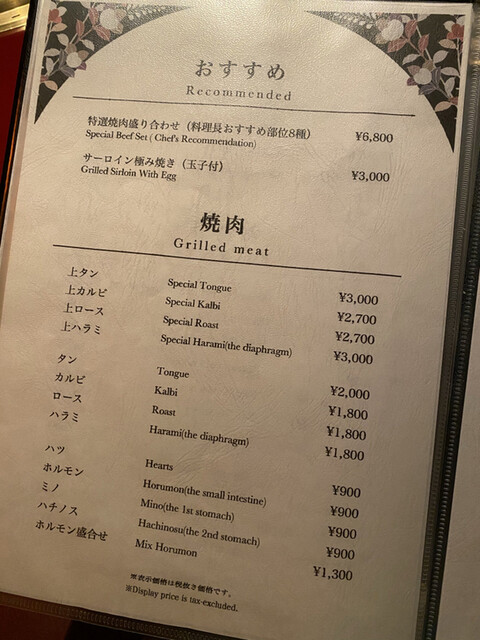 おすすめ
Recommended
特選焼肉盛り合わせ（料理長おすすめ部位8種） ¥6,800
Special Beef Set ( Chef's Recommendation)
サーロイン極み焼き（玉子付） ¥3,000
Grilled Sirloin With Egg
焼肉
Grilled meat
上タン Special Tongue ¥3,000
上カルビ Special Kalbi ¥2,700
上ロース Special Roast ¥2,700
上ハラミ Special Harami(the diaphragm) ¥3,000
タン Tongue ¥2,000
カルビ Kalbi ¥1,800
ロース Roast ¥1,800
ハラミ Harami(the diaphragm) ¥1,800
ハツ Hearts ¥900
ホルモン Horumon(the small intestine) ¥900
ミノ Mino(the 1st stomach) ¥900
ハチノス Hachinosu(the 2nd stomach) ¥900
ホルモン盛合せ Mix Horumon ¥1,300
※表示価格は税抜き価格です。
※Display price is tax-excluded.